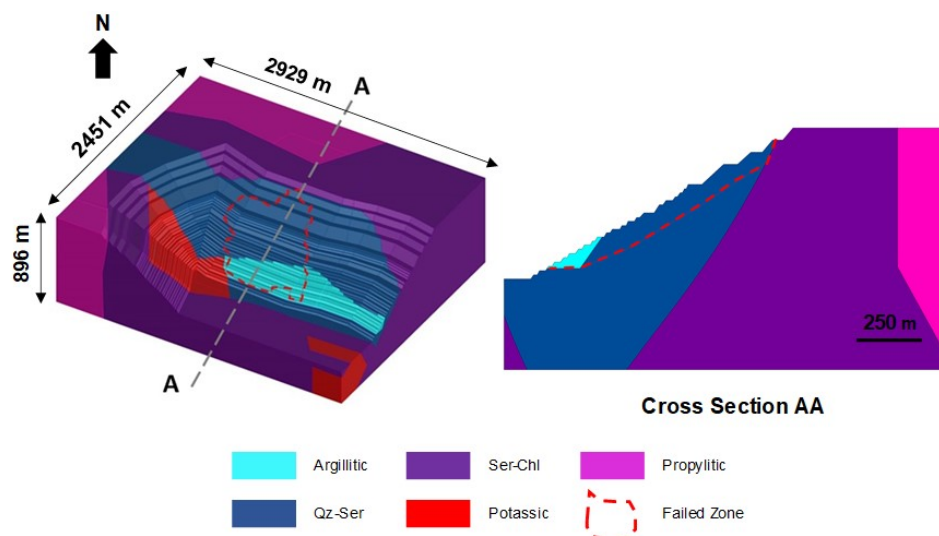 N
2929 m
A
2451 m
896 m
A
250 m
Cross Section AA
Argillitic
Ser-Chl
Propylitic
Qz-Ser
Potassic
Failed Zone